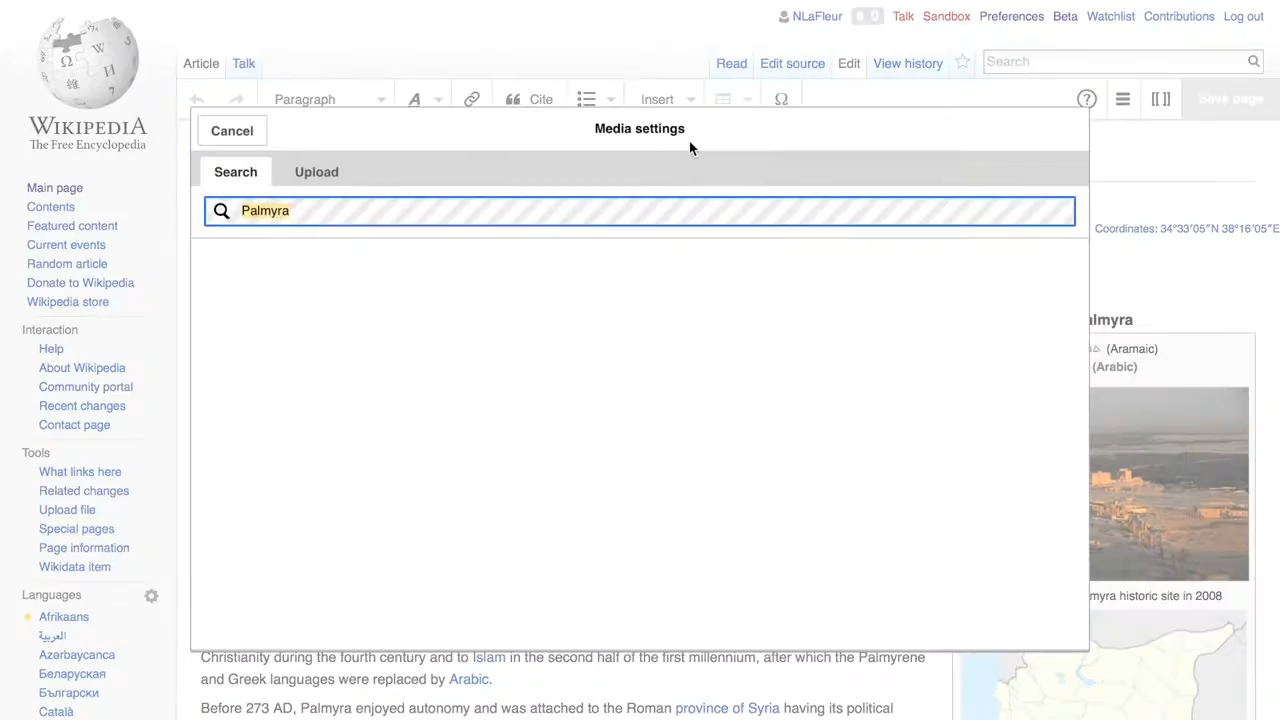 NLaFleur 0 0 Talk Sandbox Preferences Beta Watchlist Contributions Log out
Article Talk Read Edit source Edit View history Search
Paragraph A Cite Insert Ω ? [[ ]] Save page
WIKIPEDIA
The Free Encyclopedia
Cancel Media settings
Search Upload
Palmyra
Main page
Contents
Featured content
Current events
Random article
Donate to Wikipedia
Wikipedia store
Interaction
Help
About Wikipedia
Community portal
Recent changes
Contact page
Tools
What links here
Related changes
Upload file
Special pages
Page information
Wikidata item
Languages
Afrikaans
العربية
Azərbaycanca
Беларуская
Български
Català
Coordinates: 34°33′05″N 38°16′05″E
almyra
(Aramaic)
(Arabic)
myra historic site in 2008
Christianity during the fourth century and to Islam in the second half of the first millennium, after which the Palmyrene
and Greek languages were replaced by Arabic.
Before 273 AD, Palmyra enjoyed autonomy and was attached to the Roman province of Syria having its political